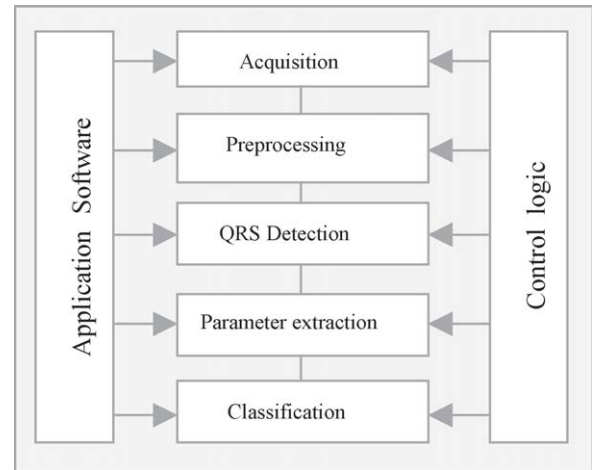 Application Software
Acquisition
Preprocessing
QRS Detection
Parameter extraction
Classification
Control logic